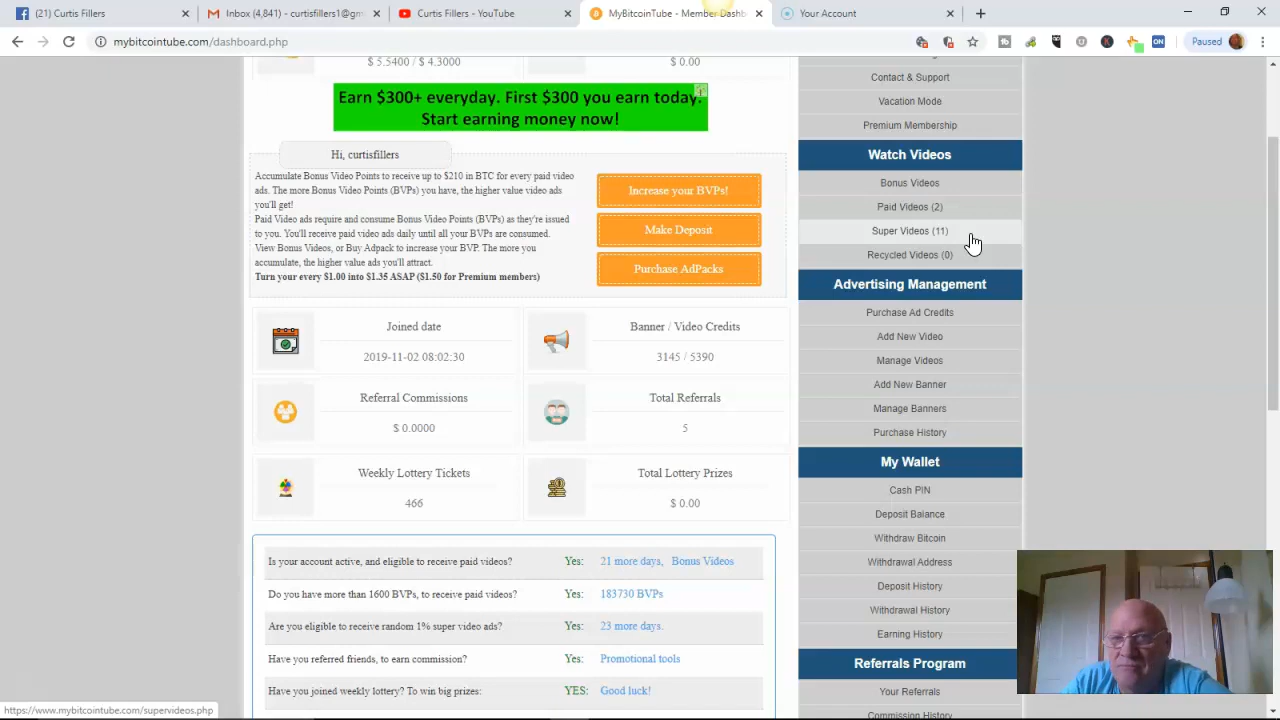 Curtis Fillers
Inbox (4,841) - curtisfillers1@gm
Curtis Fillers - YouTube
MyBitcoinTube - Member Dashb
Your Account
mybitcointube.com/dashboard.php
ON
Paused
$ 5.5400 / $ 4.3000
$ 0.00
Earn $300+ everyday. First $300 you earn today.
Start earning money now!
Hi, curtisfillers
Accumulate Bonus Video Points to receive up to $210 in BTC for every paid video
ads. The more Bonus Video Points (BVPs) you have, the higher value video ads
you'll get!
Paid Video ads require and consume Bonus Video Points (BVPs) as they're issued
to you. You'll receive paid video ads daily until all your BVPs are consumed.
View Bonus Videos, or Buy Adpack to increase your BVP. The more you
accumulate, the higher value ads you'll attract.
Turn your every $1.00 into $1.35 ASAP ($1.50 for Premium members)
Increase your BVPs!
Make Deposit
Purchase AdPacks
Joined date
2019-11-02 08:02:30
Banner / Video Credits
3145 / 5390
Referral Commissions
$ 0.0000
Total Referrals
5
Weekly Lottery Tickets
466
Total Lottery Prizes
$ 0.00
Is your account active, and eligible to receive paid videos? Yes: 21 more days, Bonus Videos
Do you have more than 1600 BVPs, to receive paid videos? Yes: 183730 BVPs
Are you eligible to receive random 1% super video ads? Yes: 23 more days.
Have you referred friends, to earn commission? Yes: Promotional tools
Have you joined weekly lottery? To win big prizes: YES: Good luck!
Contact & Support
Vacation Mode
Premium Membership
Watch Videos
Bonus Videos
Paid Videos (2)
Super Videos (11)
Recycled Videos (0)
Advertising Management
Purchase Ad Credits
Add New Video
Manage Videos
Add New Banner
Manage Banners
Purchase History
My Wallet
Cash PIN
Deposit Balance
Withdraw Bitcoin
Withdrawal Address
Deposit History
Withdrawal History
Earning History
Referrals Program
Your Referrals
Commission History
https://www.mybitcointube.com/supervideos.php